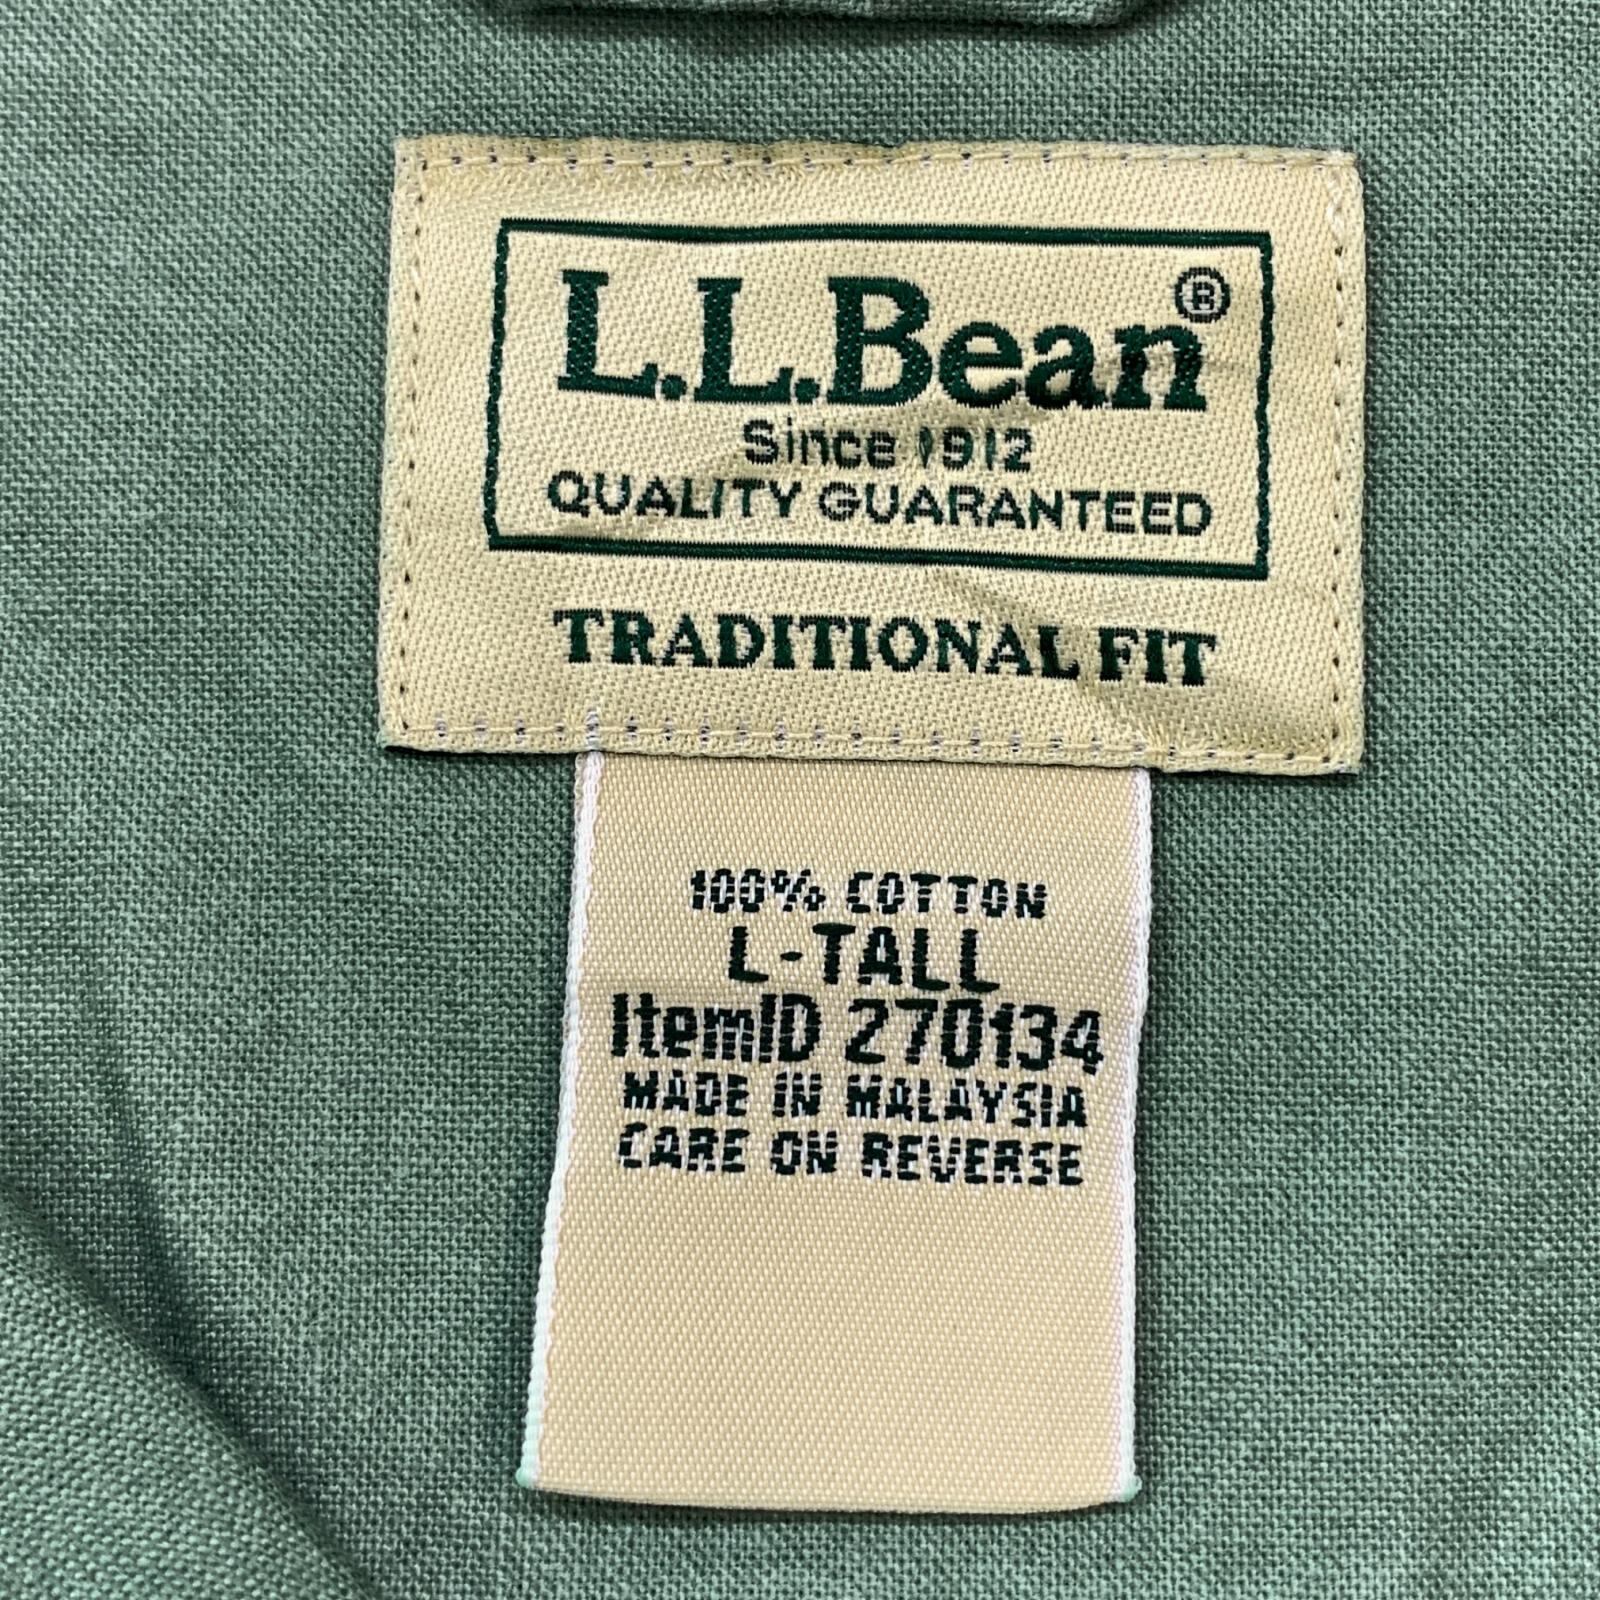 L.L.Bean®
Since 1912
QUALITY GUARANTEED
TRADITIONAL FIT
100% COTTON
L-TALL
ItemID 270134
MADE IN MALAYSIA
CARE ON REVERSE